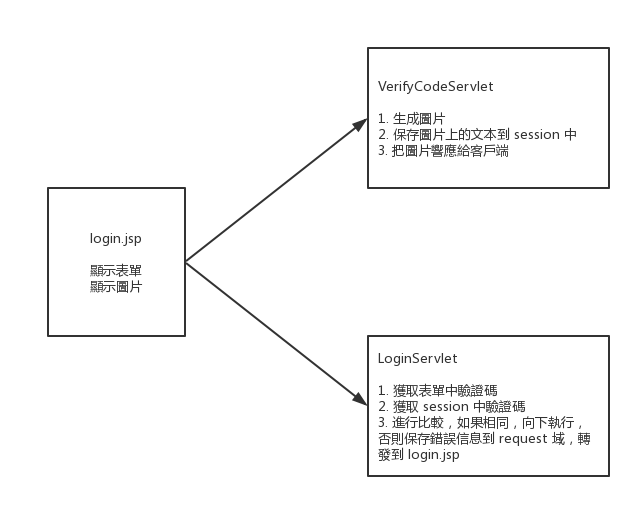 VerifyCodeServlet
1. 生成圖片
2. 保存圖片上的文本到 session 中
3. 把圖片響應給客戶端
login.jsp
顯示表單
顯示圖片
LoginServlet
1. 獲取表單中驗證碼
2. 獲取 session 中驗證碼
3. 進行比較，如果相同，向下執行，
否則保存錯誤信息到 request 域，轉
發到 login.jsp